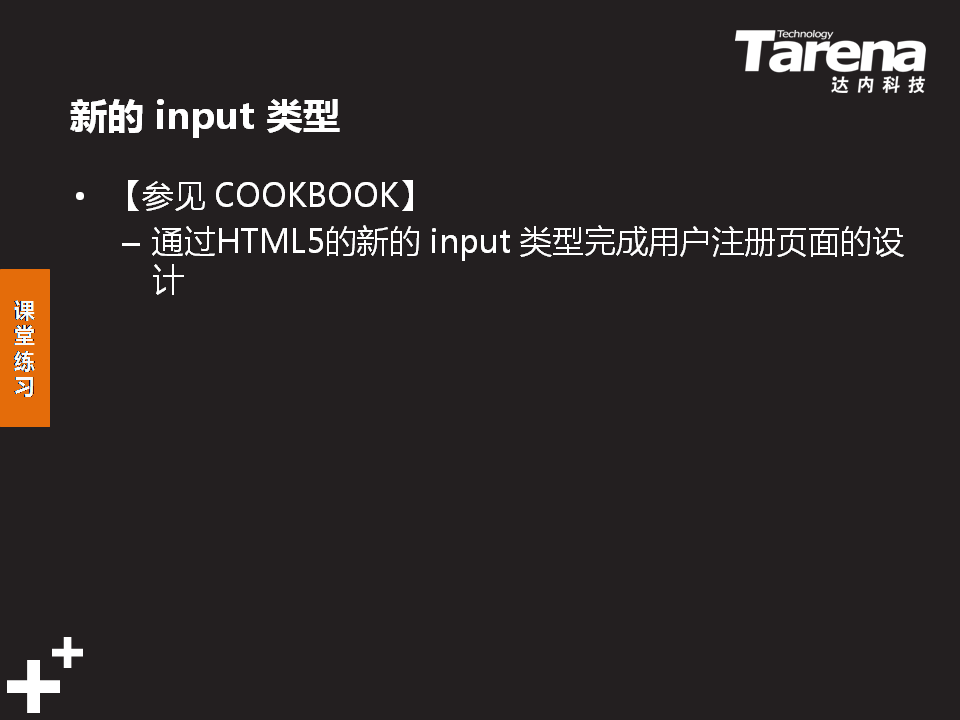 Technology
Tarena
达内科技
新的 input 类型
• 【参见 COOKBOOK】
– 通过HTML5的新的 input 类型完成用户注册页面的设
计
课
堂
练
习